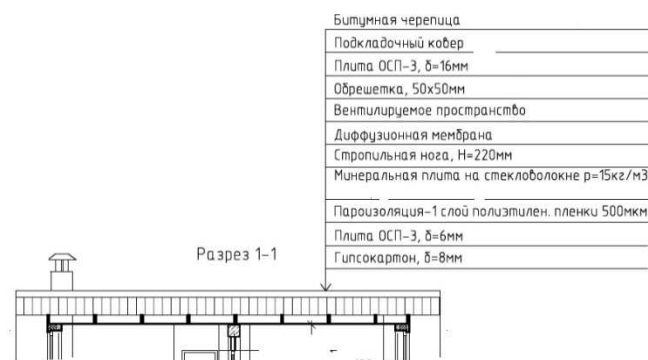 Битумная черепица
Подкладочный ковер
Плита ОСП-3, δ=16мм
Обрешетка, 50х50мм
Вентилируемое пространство
Диффузионная мембрана
Стропильная нога, Н=220мм
Минеральная плита на стекловолокне р=15кг/м3
Пароизоляция-1 слой полиэтилен. пленки 500мкм
Плита ОСП-3, δ=6мм
Гипсокартон, δ=8мм
Разрез 1-1